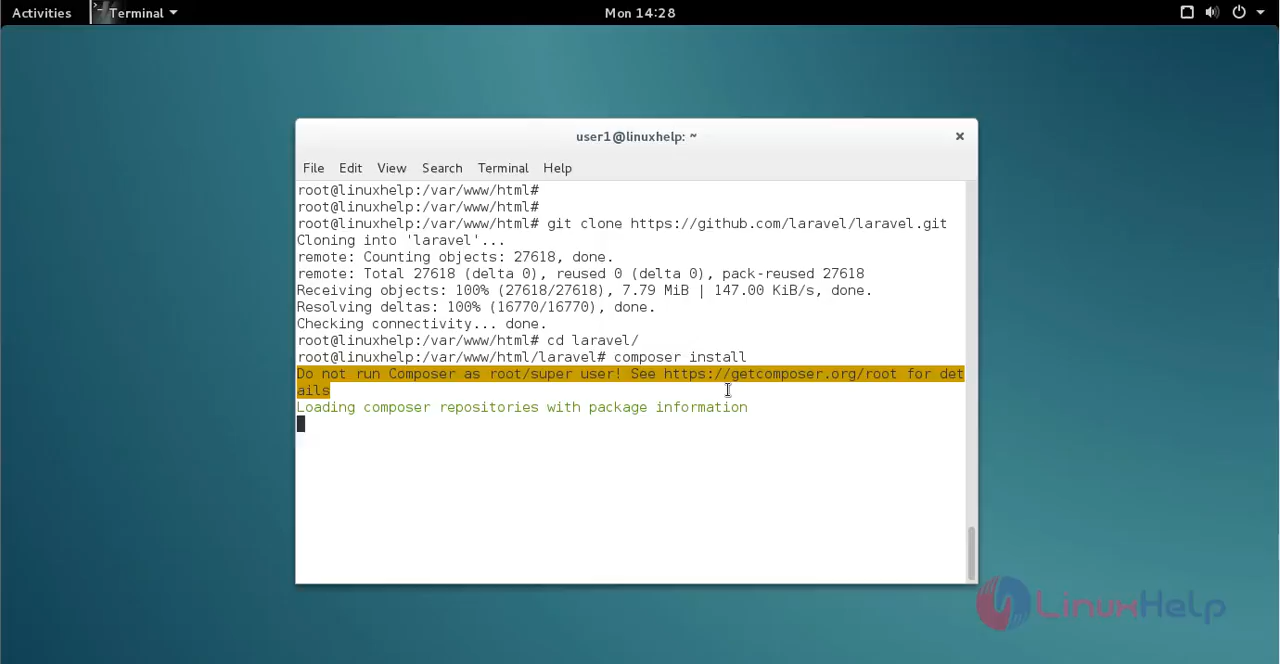 Activities
Terminal
Mon 14:28
user1@linuxhelp: ~
×
File Edit View Search Terminal Help
root@linuxhelp:/var/www/html#
root@linuxhelp:/var/www/html#
root@linuxhelp:/var/www/html# git clone https://github.com/laravel/laravel.git
Cloning into 'laravel'...
remote: Counting objects: 27618, done.
remote: Total 27618 (delta 0), reused 0 (delta 0), pack-reused 27618
Receiving objects: 100% (27618/27618), 7.79 MiB | 147.00 KiB/s, done.
Resolving deltas: 100% (16770/16770), done.
Checking connectivity... done.
root@linuxhelp:/var/www/html# cd laravel/
root@linuxhelp:/var/www/html/laravel# composer install
Do not run Composer as root/super user! See https://getcomposer.org/root for det
ails
Loading composer repositories with package information
LinuxHelp